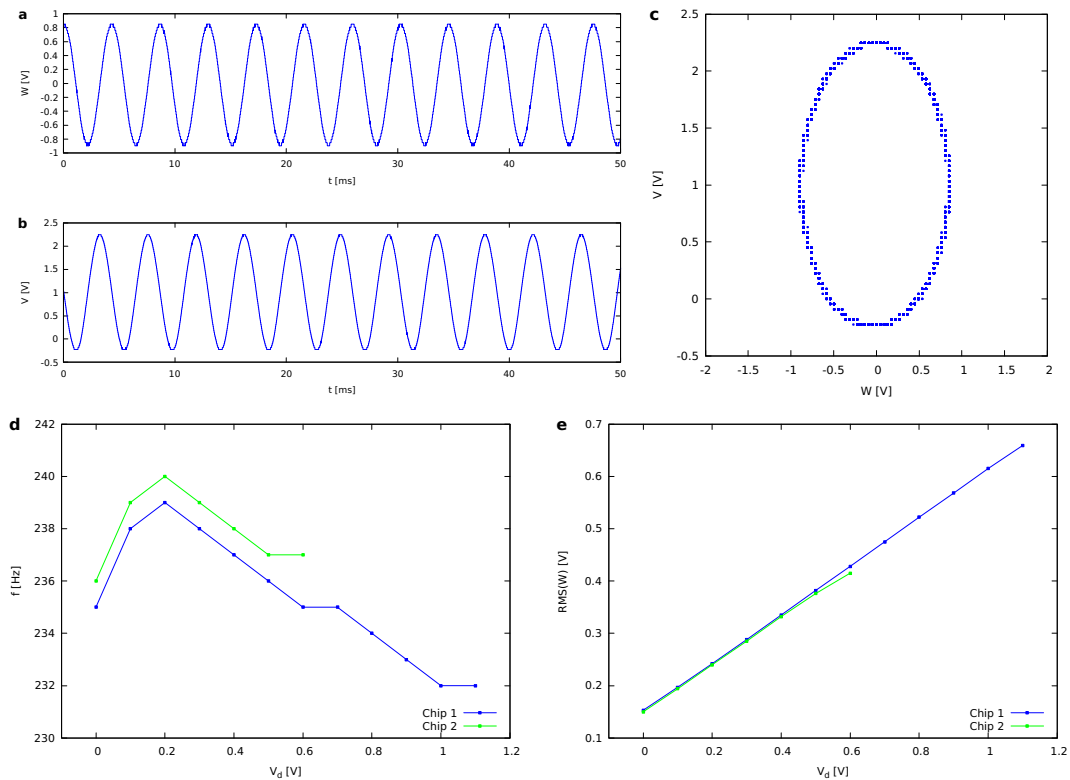 a
W [V]
1
0.8
0.6
0.4
0.2
0
-0.2
-0.4
-0.6
-0.8
-1
0 10 20 30 40 50
t [ms]
b
V [V]
2.5
2
1.5
1
0.5
0
-0.5
0 10 20 30 40 50
t [ms]
c
V [V]
2.5
2
1.5
1
0.5
0
-0.5
-2 -1.5 -1 -0.5 0 0.5 1 1.5 2
W [V]
d
f [Hz]
242
240
238
236
234
232
230
Chip 1
Chip 2
0 0.2 0.4 0.6 0.8 1 1.2
V_d [V]
e
RMS(W) [V]
0.7
0.6
0.5
0.4
0.3
0.2
0.1
Chip 1
Chip 2
0 0.2 0.4 0.6 0.8 1 1.2
V_d [V]